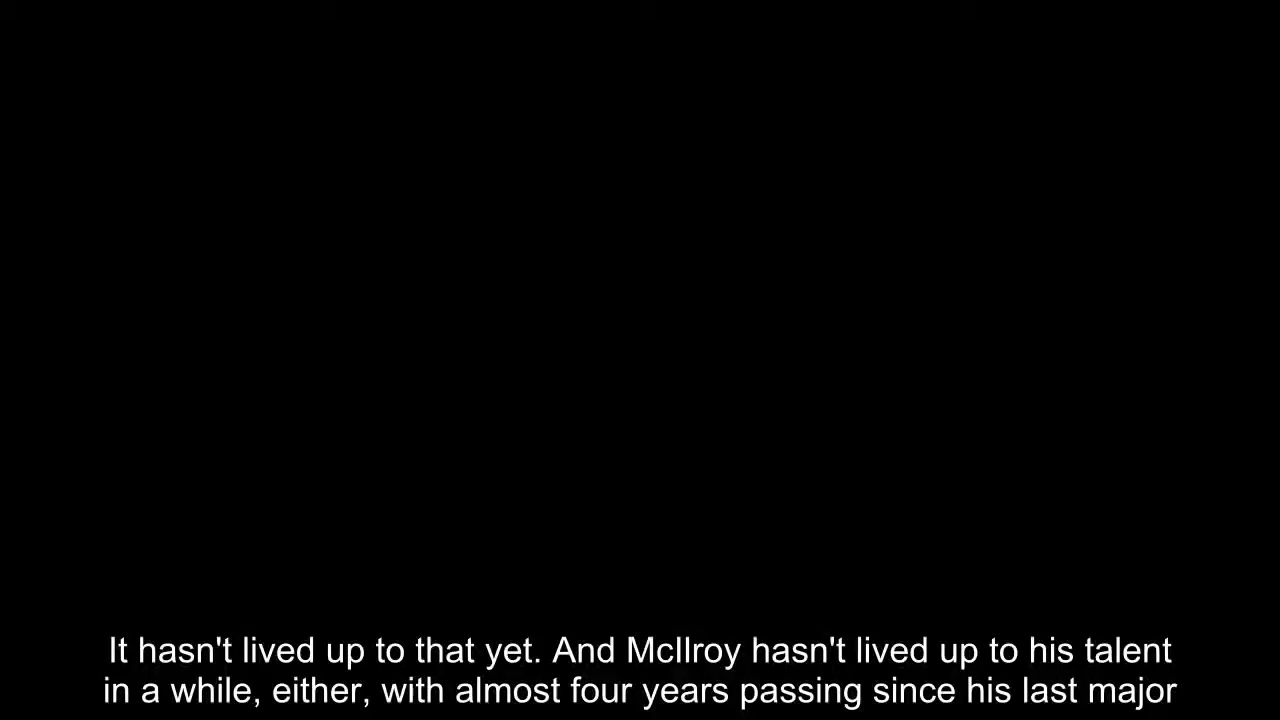 It hasn't lived up to that yet. And McIlroy hasn't lived up to his talent
in a while, either, with almost four years passing since his last major